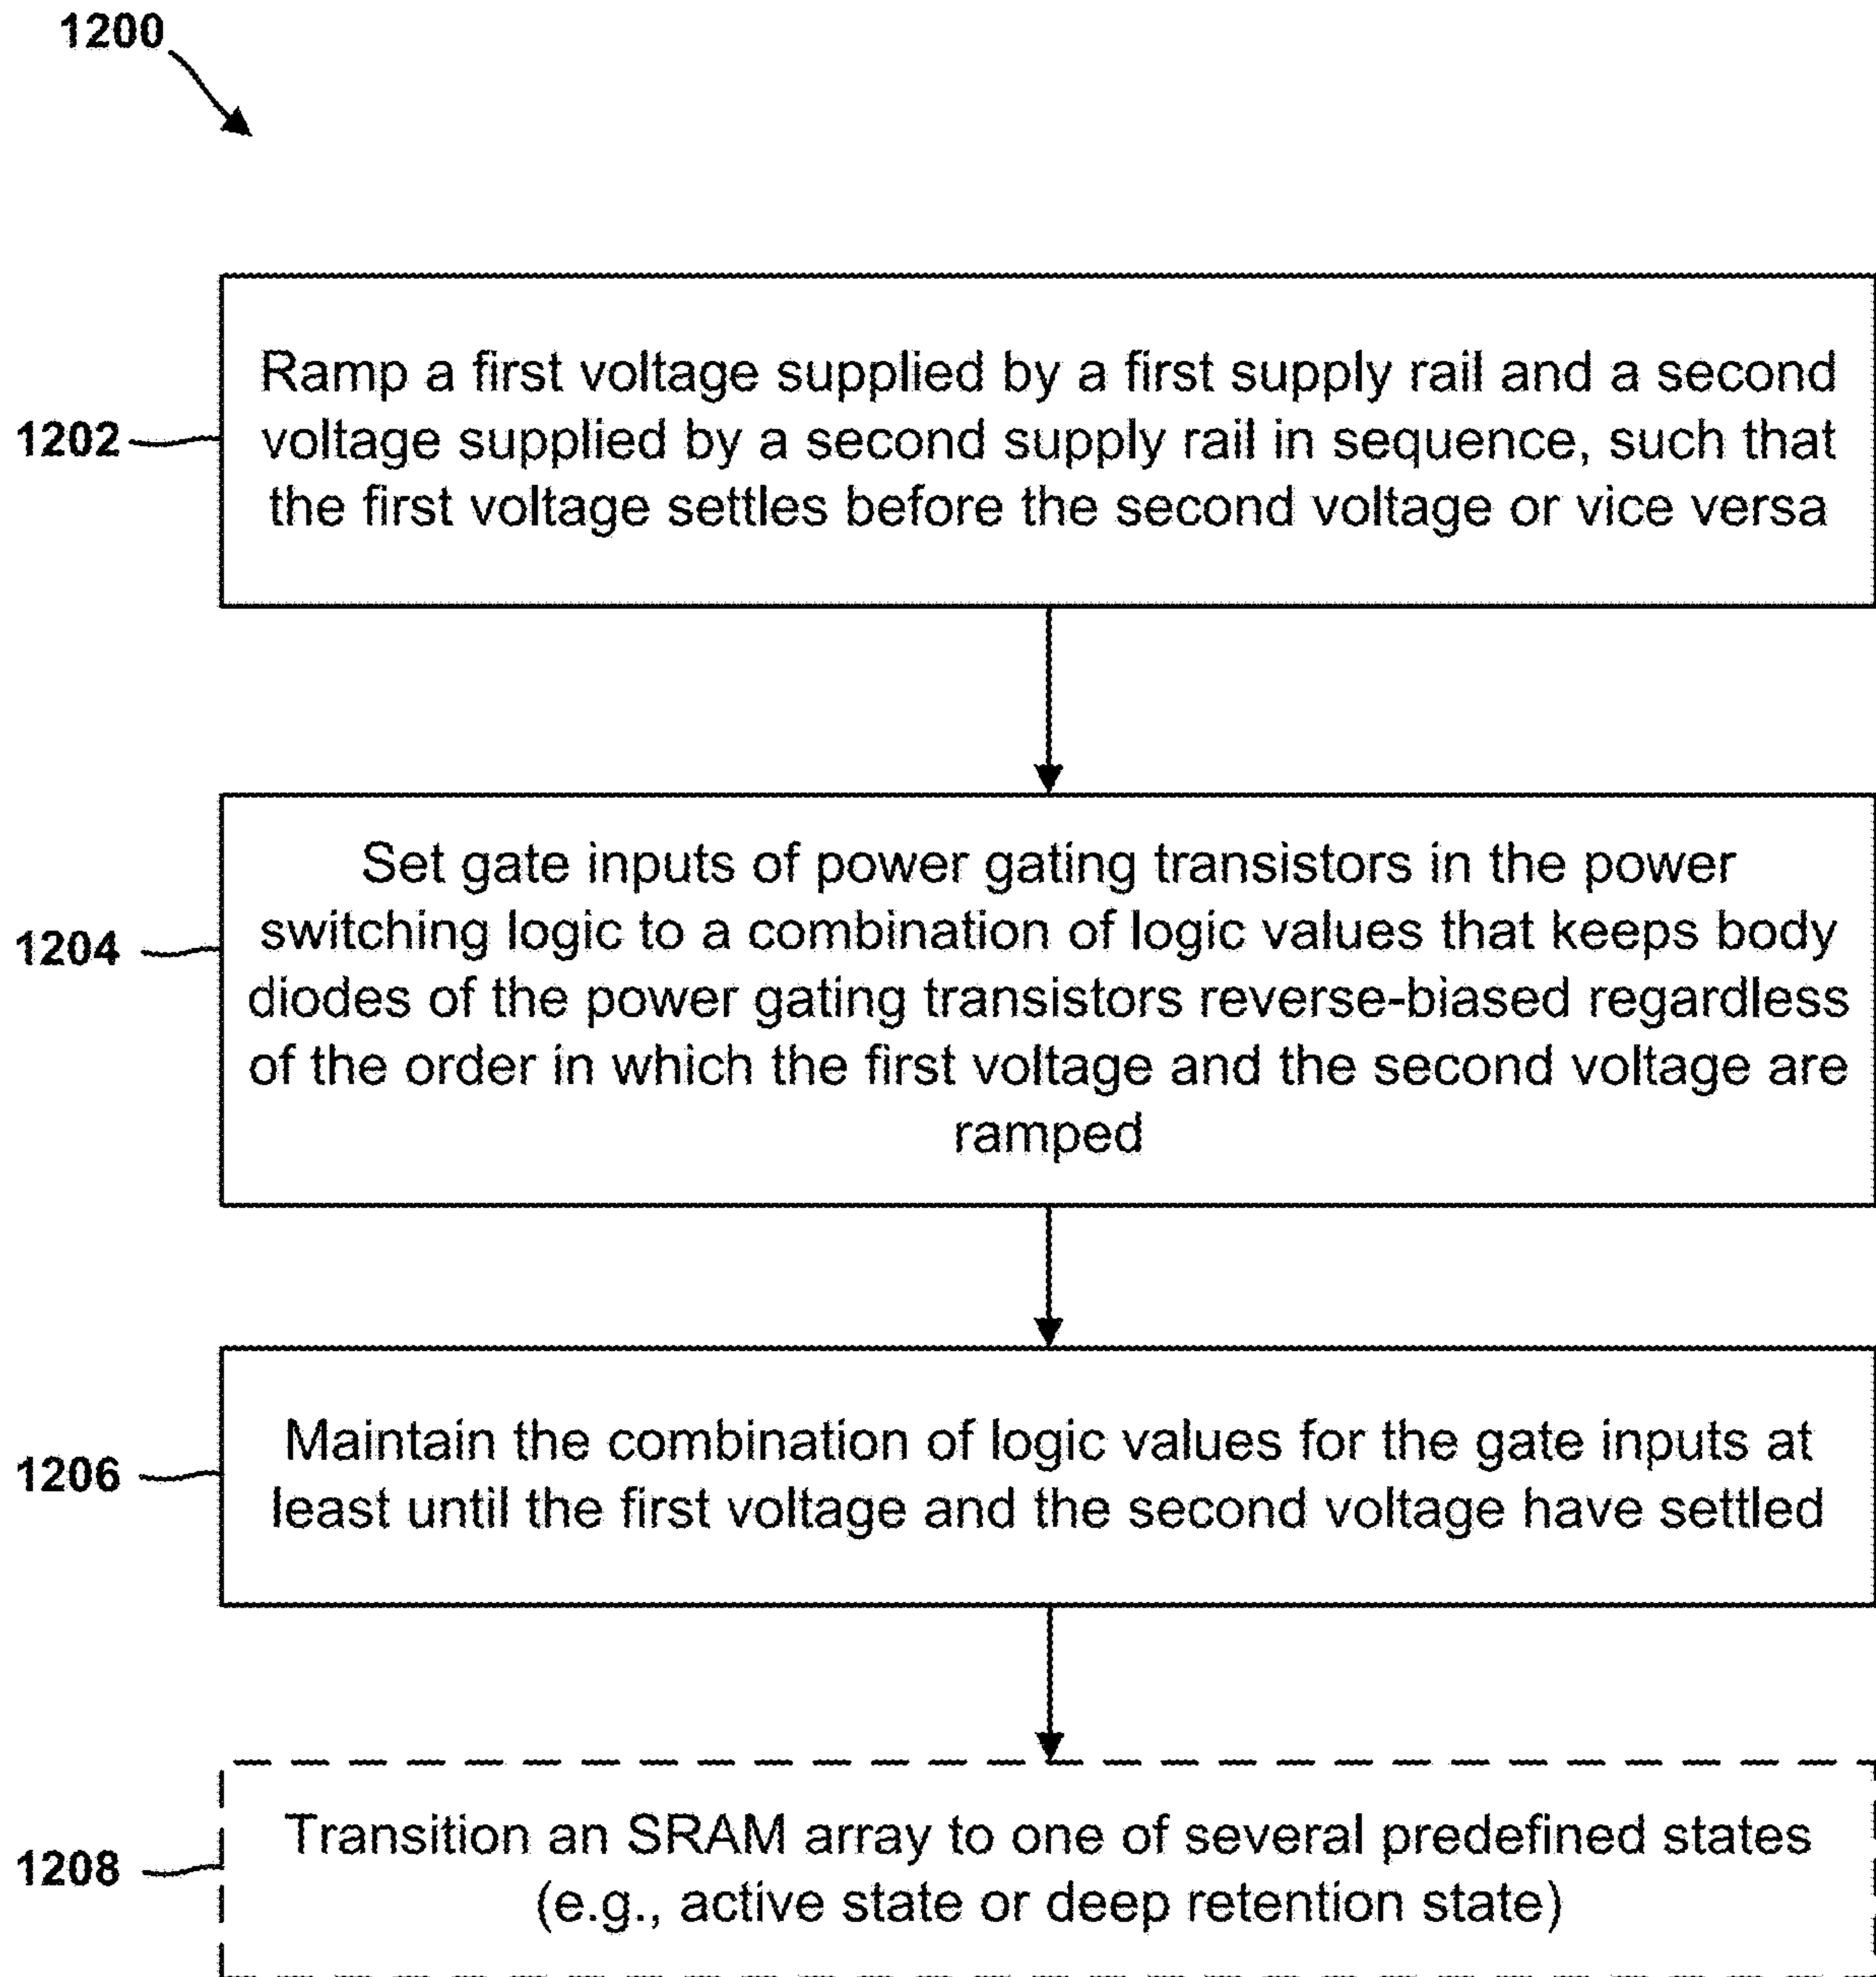 1200
1202
Ramp a first voltage supplied by a first supply rail and a second
voltage supplied by a second supply rail in sequence, such that
the first voltage settles before the second voltage or vice versa
1204
Set gate inputs of power gating transistors in the power
switching logic to a combination of logic values that keeps body
diodes of the power gating transistors reverse-biased regardless
of the order in which the first voltage and the second voltage are
ramped
1206
Maintain the combination of logic values for the gate inputs at
least until the first voltage and the second voltage have settled
1208
Transition an SRAM array to one of several predefined states
(e.g., active state or deep retention state)